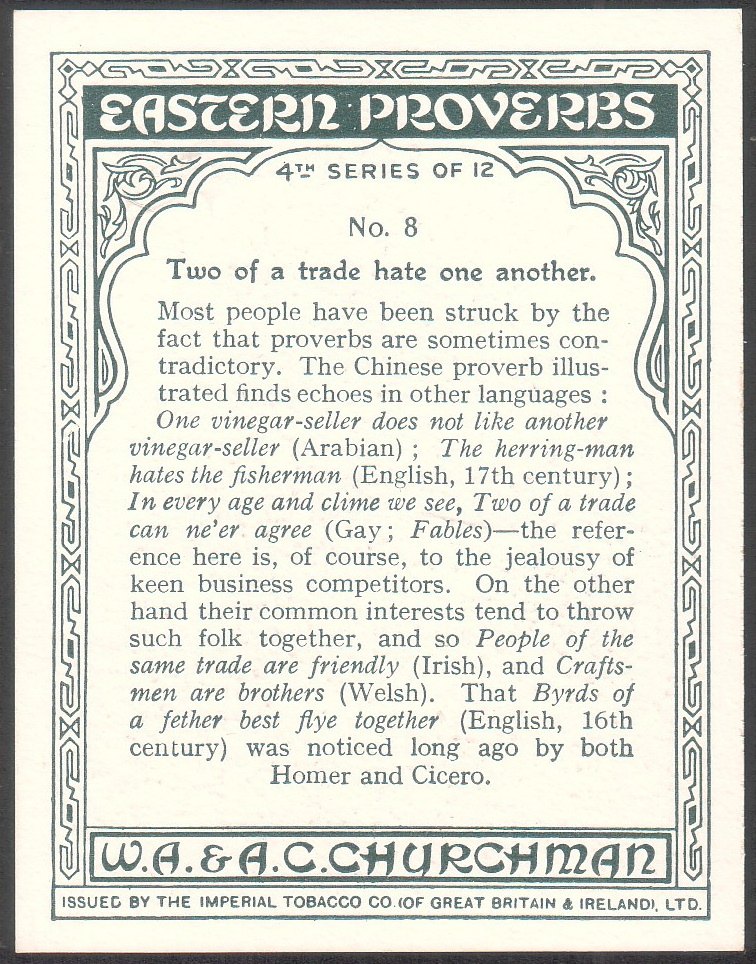 EASTERN PROVERBS
4TH SERIES OF 12
No. 8
Two of a trade hate one another.
Most people have been struck by the
fact that proverbs are sometimes con-
tradictory. The Chinese proverb illus-
trated finds echoes in other languages :
One vinegar-seller does not like another
vinegar-seller (Arabian) ; The herring-man
hates the fisherman (English, 17th century) ;
In every age and clime we see, Two of a trade
can ne'er agree (Gay; Fables)—the refer-
ence here is, of course, to the jealousy of
keen business competitors. On the other
hand their common interests tend to throw
such folk together, and so People of the
same trade are friendly (Irish), and Crafts-
men are brothers (Welsh). That Byrds of
a fether best flye together (English, 16th
century) was noticed long ago by both
Homer and Cicero.
W.A. & A.C. CHURCHMAN
ISSUED BY THE IMPERIAL TOBACCO CO. (OF GREAT BRITAIN & IRELAND), LTD.